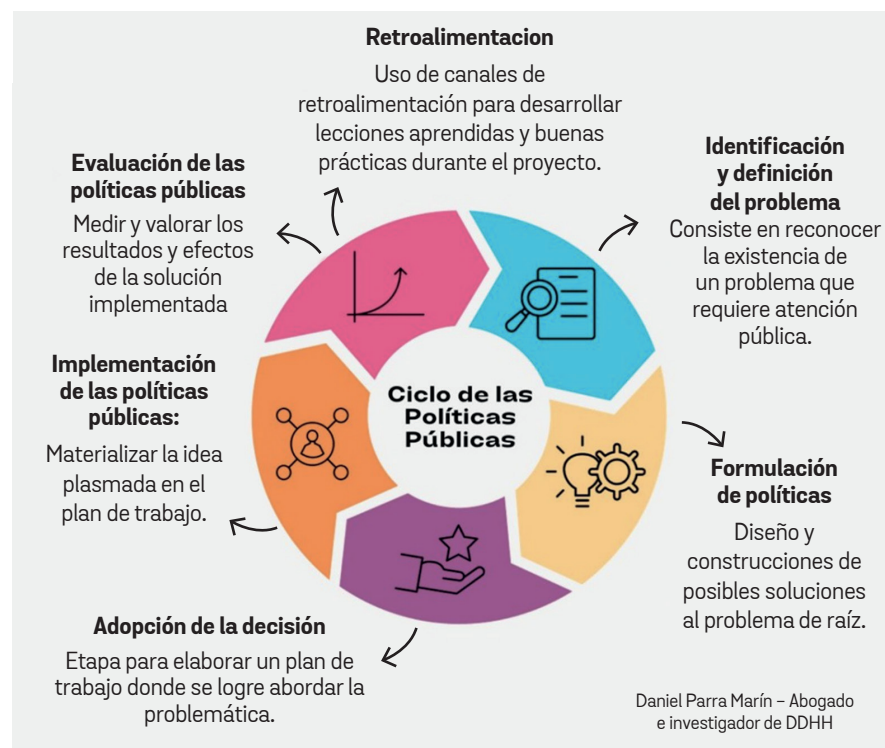 Retroalimentacion
Uso de canales de
retroalimentación para desarrollar
lecciones aprendidas y buenas
prácticas durante el proyecto.
Identificación
y definición
del problema
Consiste en reconocer
la existencia de
un problema que
requiere atención
pública.
Formulación
de políticas
Diseño y
construcciones de
posibles soluciones
al problema de raíz.
Adopción de la decisión
Etapa para elaborar un plan de
trabajo donde se logre abordar la
problemática.
Implementación
de las políticas
públicas:
Materializar la idea
plasmada en el
plan de trabajo.
Evaluación de las
políticas públicas
Medir y valorar los
resultados y efectos
de la solución
implementada
Ciclo de las
Políticas
Públicas
Daniel Parra Marín – Abogado
e investigador de DDHH